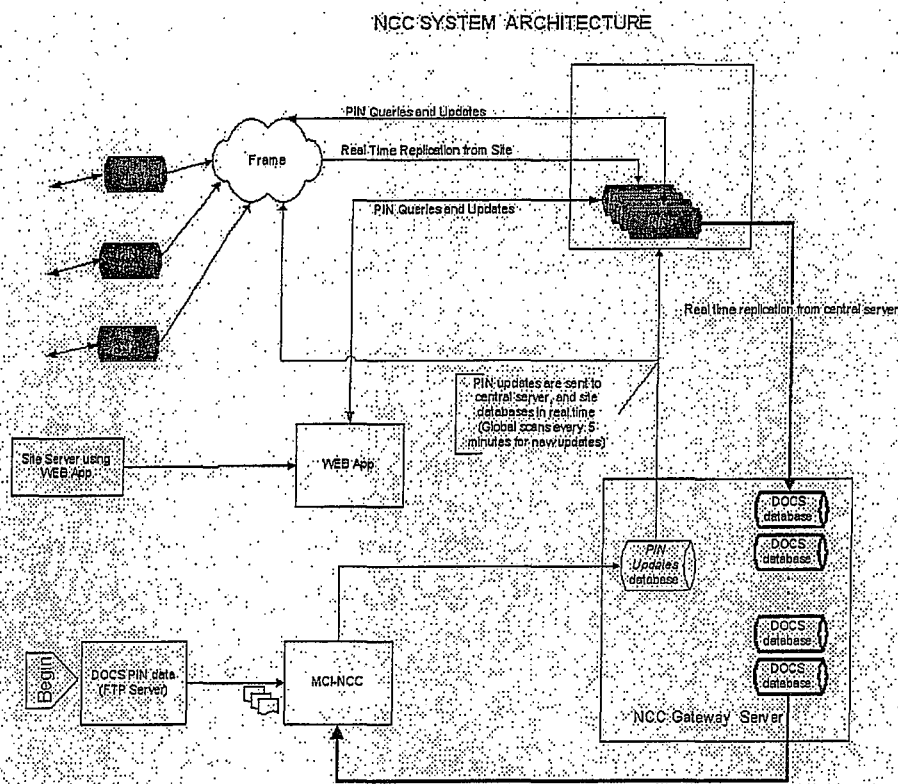 NCC SYSTEM ARCHITECTURE
PIN Queries and Updates
Frame
Real Time Replication from Site
PIN Queries and Updates
Real time replication from central server
PIN updates are sent to
central server, and site
databases in real time
(Global scans every 5
minutes for new updates)
Site Server using
WEB App
WEB App
DOCS
database
DOCS
database
PIN
Updates
database
DOCS
database
DOCS
database
Begin
DOCS PIN data
(FTP Server)
MCI-NCC
NCC Gateway Server